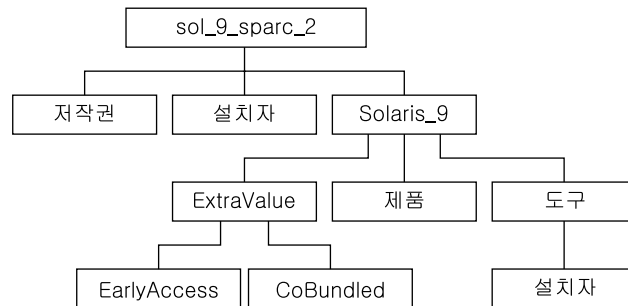 sol_9_sparc_2
저작권
설치자
Solaris_9
ExtraValue
제품
도구
EarlyAccess
CoBundled
설치자